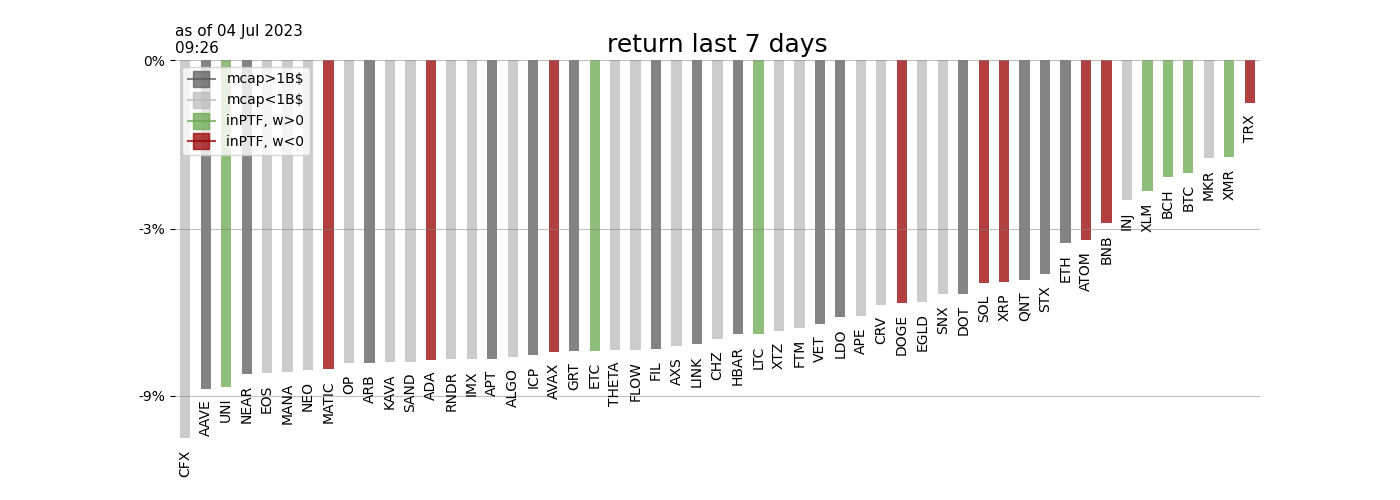 as of 04 Jul 2023
09:26
return last 7 days
0%
-3%
-9%
mcap>1B$
mcap<1B$
inPTF, w>0
inPTF, w<0
CFX
AAVE
UNI
NEAR
EOS
MANA
NEO
MATIC
OP
ARB
KAVA
SAND
ADA
RNDR
IMX
APT
ALGO
ICP
AVAX
GRT
ETC
THETA
FLOW
FIL
AXS
LINK
CHZ
HBAR
LTC
XTZ
FTM
VET
LDO
APE
CRV
DOGE
EGLD
SNX
DOT
SOL
XRP
QNT
STX
ETH
ATOM
BNB
INJ
XLM
BCH
BTC
MKR
XMR
TRX